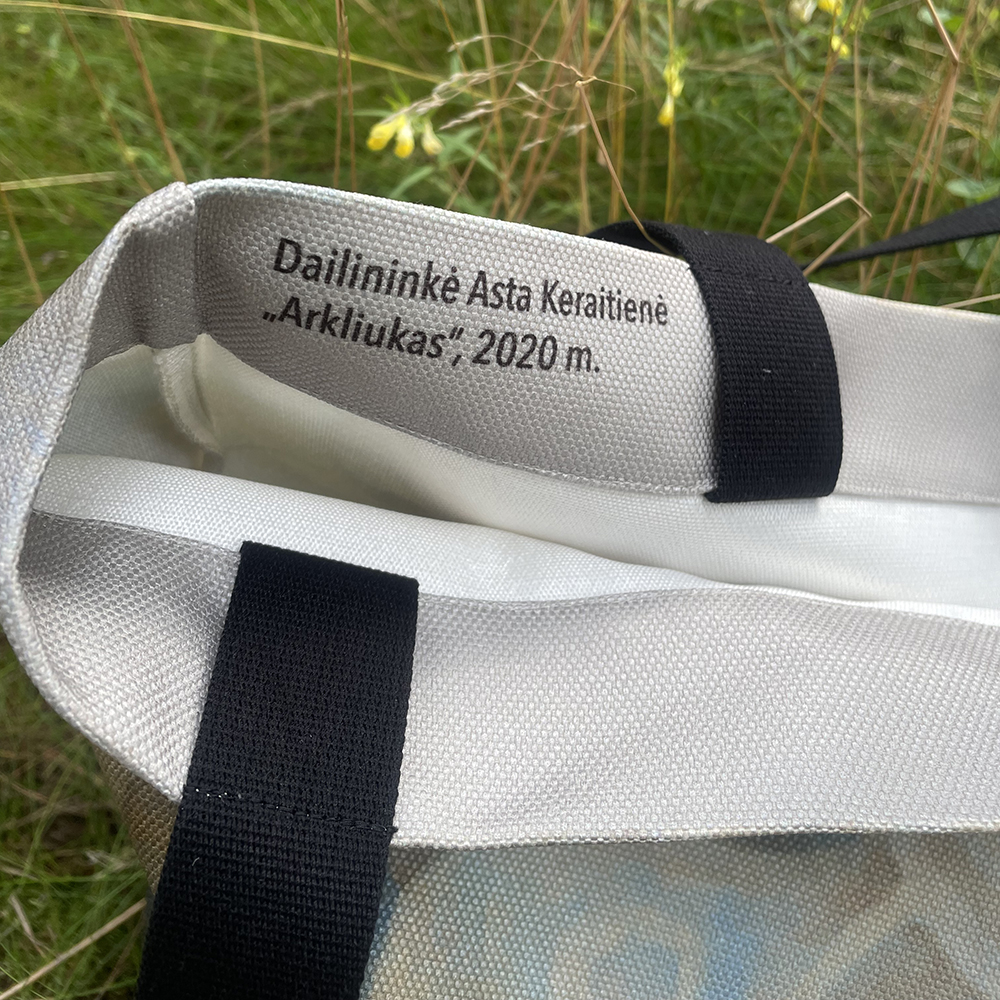 Dailininkė Asta Keraitienė
„Arkliukas“, 2020 m.